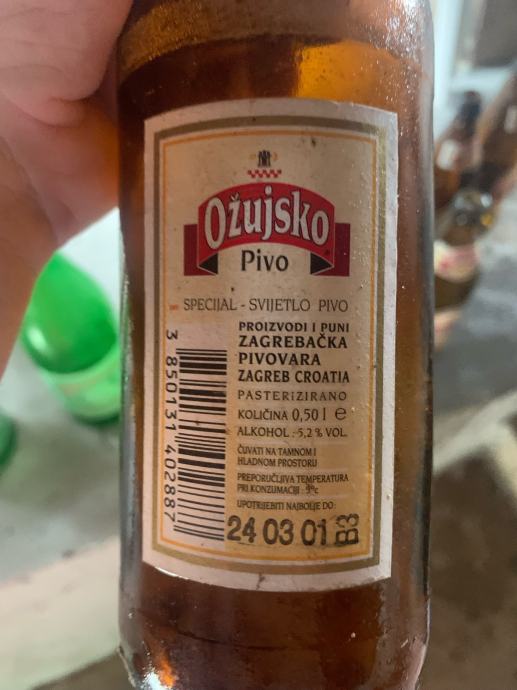 Ožujsko
Pivo
SPECIJAL - SVIJETLO PIVO
PROIZVODI I PUNI
ZAGREBAČKA
PIVOVARA
ZAGREB CROATIA
PASTERIZIRANO
KOLIČINA 0,50 l e
ALKOHOL : 5,2 % VOL.
ČUVATI NA TAMNOM I
HLADNOM PROSTORU
PREPORUČLJIVA TEMPERATURA
PRI KONZUMACIJI : 9°c
UPOTRIJEBITI NAJBOLJE DO:
24 03 01 B3
3 850131 402887